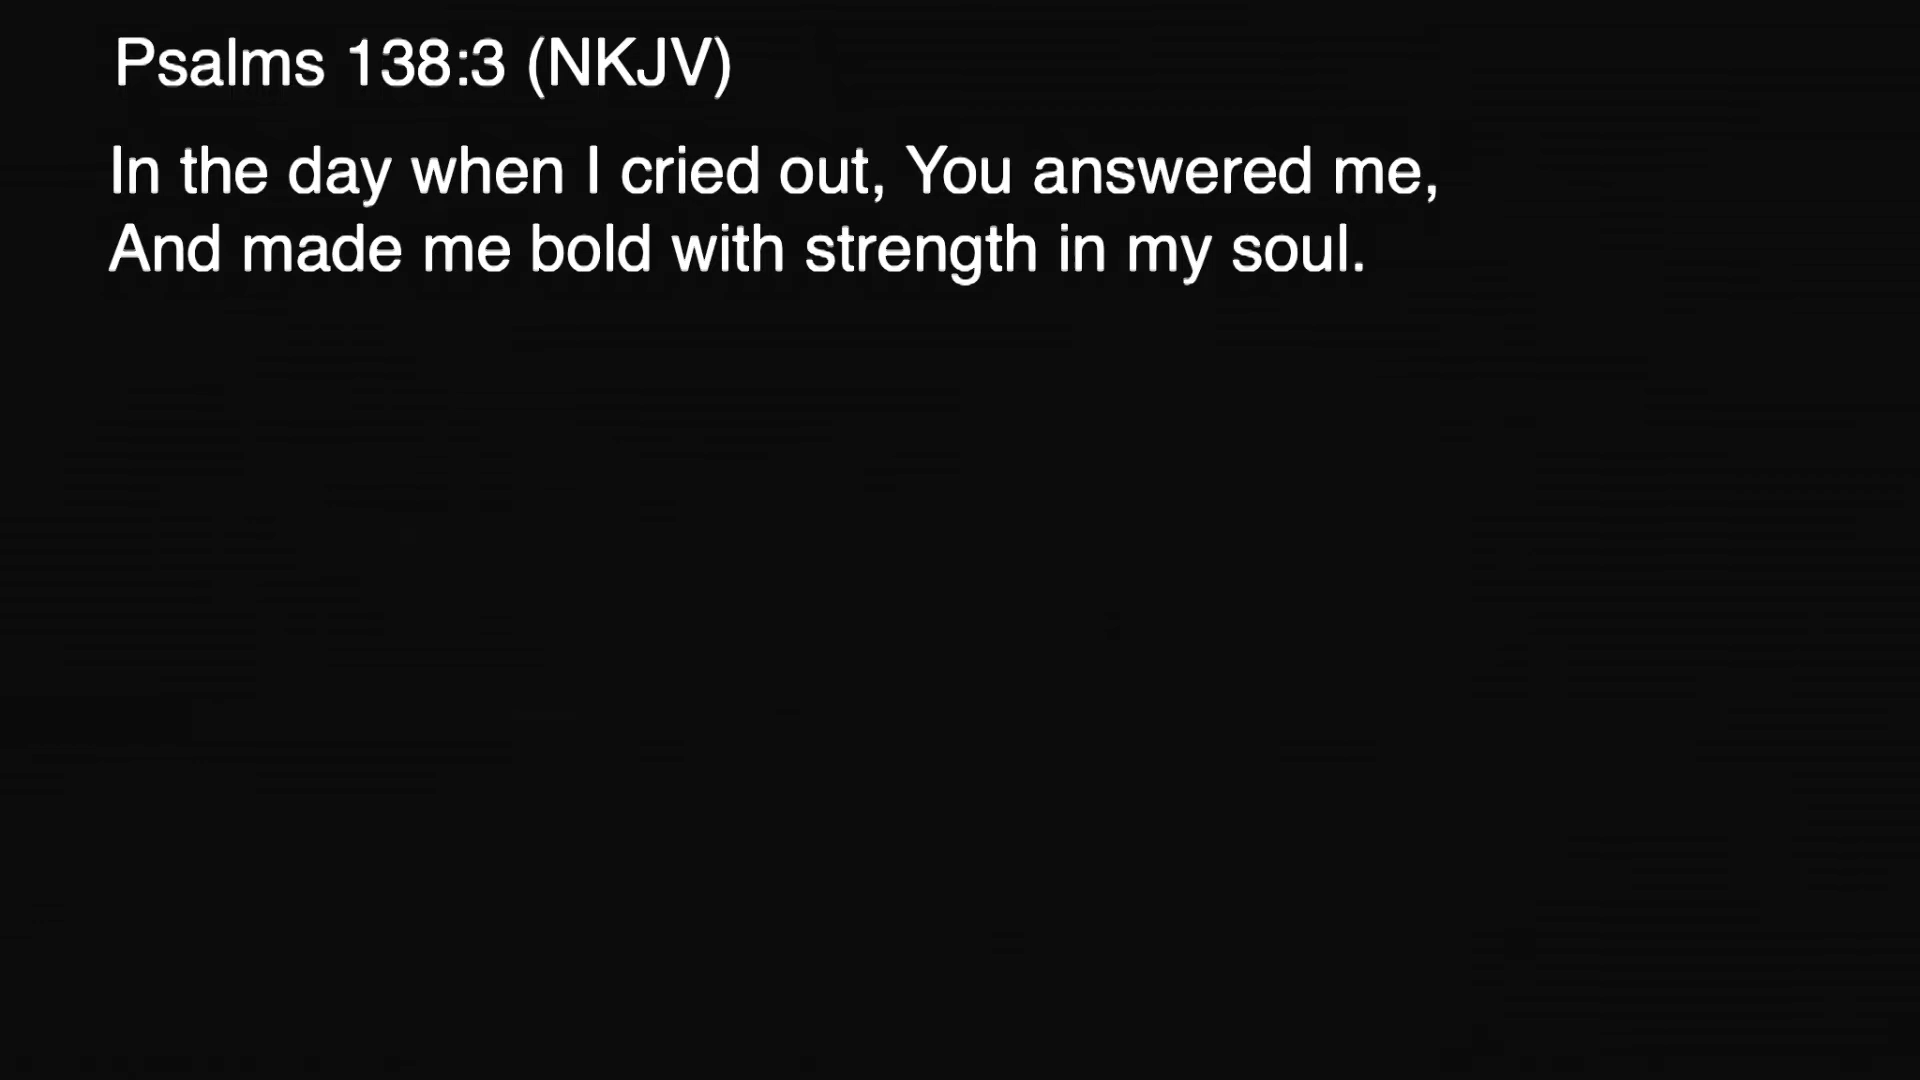 Psalms 138:3 (NKJV)
In the day when I cried out, You answered me,
And made me bold with strength in my soul.